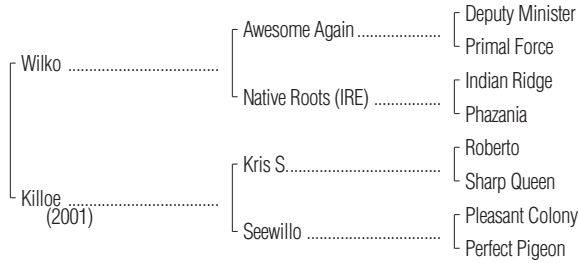 Deputy Minister
Awesome Again ..................
Primal Force
Wilko ................................
Indian Ridge
Native Roots (IRE) ..............
Phazania
Roberto
Kris S.................................
Sharp Queen
Killoe ................................
(2001)
Pleasant Colony
Seewillo .............................
Perfect Pigeon